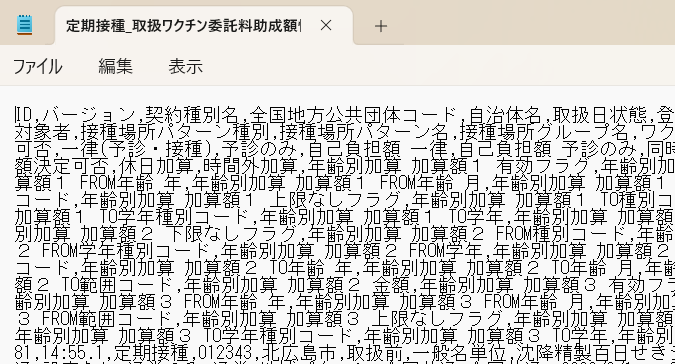 定期接種_取扱ワクチン委託料助成額
ファイル 編集 表示
ID,バージョン,契約種別名,全国地方公共団体コード,自治体名,取扱日状態,登
対象者,接種場所パターン種別,接種場所パターン名,接種場所グループ名,ワク
可否,一律(予診・接種),予診のみ,自己負担額 一律,自己負担額 予診のみ,同時
額決定可否,休日加算,時間外加算,年齢別加算 加算額1 有効フラグ,年齢別加
算額1 FROM年齢 年,年齢別加算 加算額1 FROM年齢 月,年齢別加算 加算額1
コード,年齢別加算 加算額1 上限なしフラグ,年齢別加算 加算額1 TO種別コ
加算額1 TO学年種別コード,年齢別加算 加算額1 TO学年,年齢別加算 加算額
別加算 加算額2 下限なしフラグ,年齢別加算 加算額2 FROM種別コード,年齢
2 FROM学年種別コード,年齢別加算 加算額2 FROM学年,年齢別加算 加算額2
コード,年齢別加算 加算額2 TO年齢 年,年齢別加算 加算額2 TO年齢 月,年齢
額2 TO範囲コード,年齢別加算 加算額2 金額,年齢別加算 加算額3 有効フラ
齢別加算 加算額3 FROM年齢 年,年齢別加算 加算額3 FROM年齢 月,年齢別加
3 FROM範囲コード,年齢別加算 加算額3 上限なしフラグ,年齢別加算 加算額
年齢別加算 加算額3 TO学年種別コード,年齢別加算 加算額3 TO学年,年齢別
81,14:55.1,定期接種,012343,北広島市,取扱前,一般名単位,沈降精製百日せき